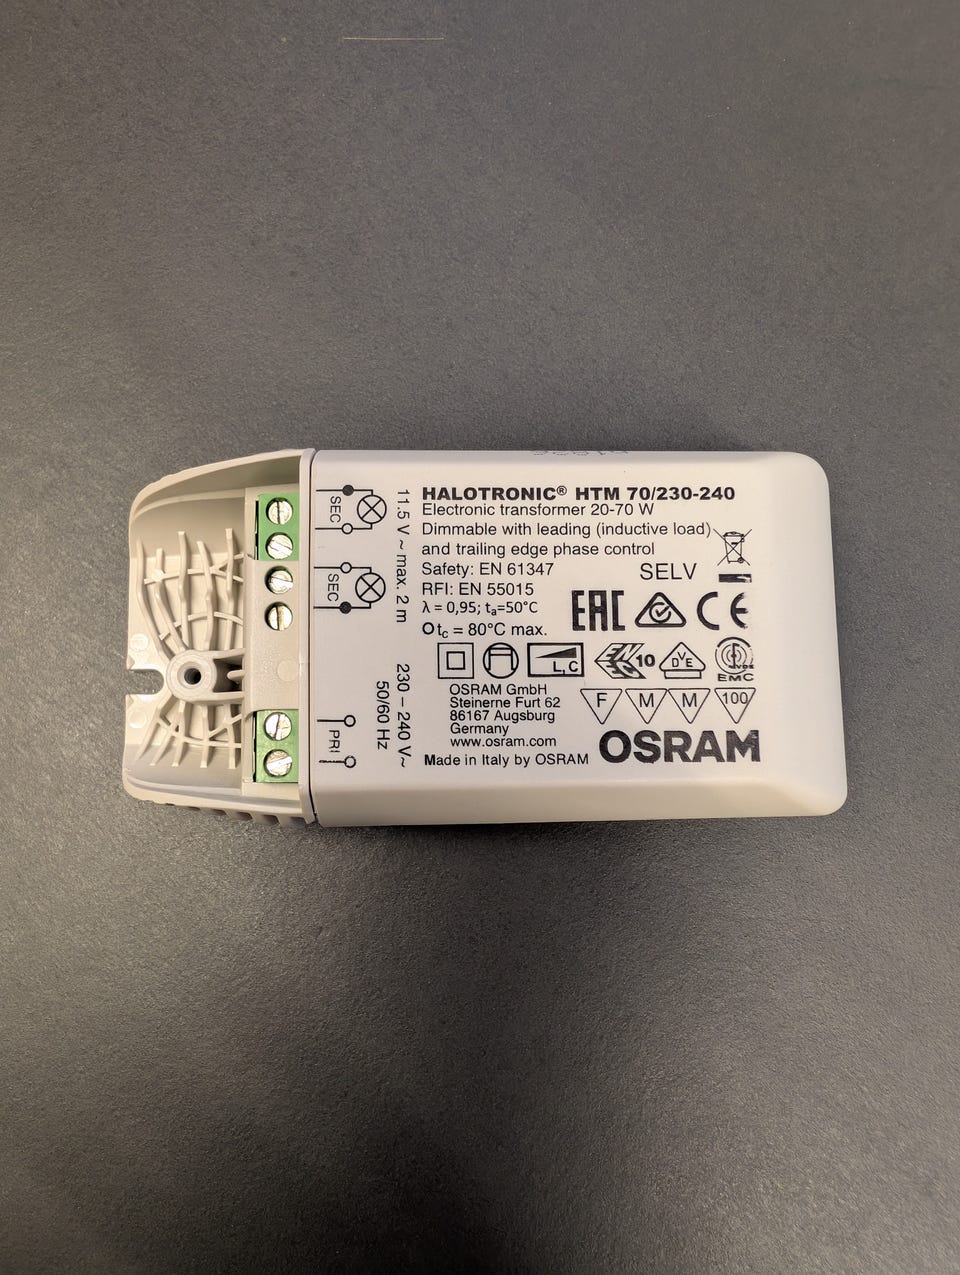 HALOTRONIC® HTM 70/230-240
Electronic transformer 20-70 W
Dimmable with leading (inductive load)
and trailing edge phase control
Safety: EN 61347
SELV
RFI: EN 55015
λ = 0,95; ta=50°C
tc = 80°C max.
EAC
CE
L,C
10
DVE
EMC
F
M
M
100
OSRAM GmbH
Steinerne Furt 62
86167 Augsburg
Germany
www.osram.com
OSRAM
Made in Italy by OSRAM
SEC
SEC
11.5 V ~ max. 2 m
PRI
230 – 240 V~
50/60 Hz